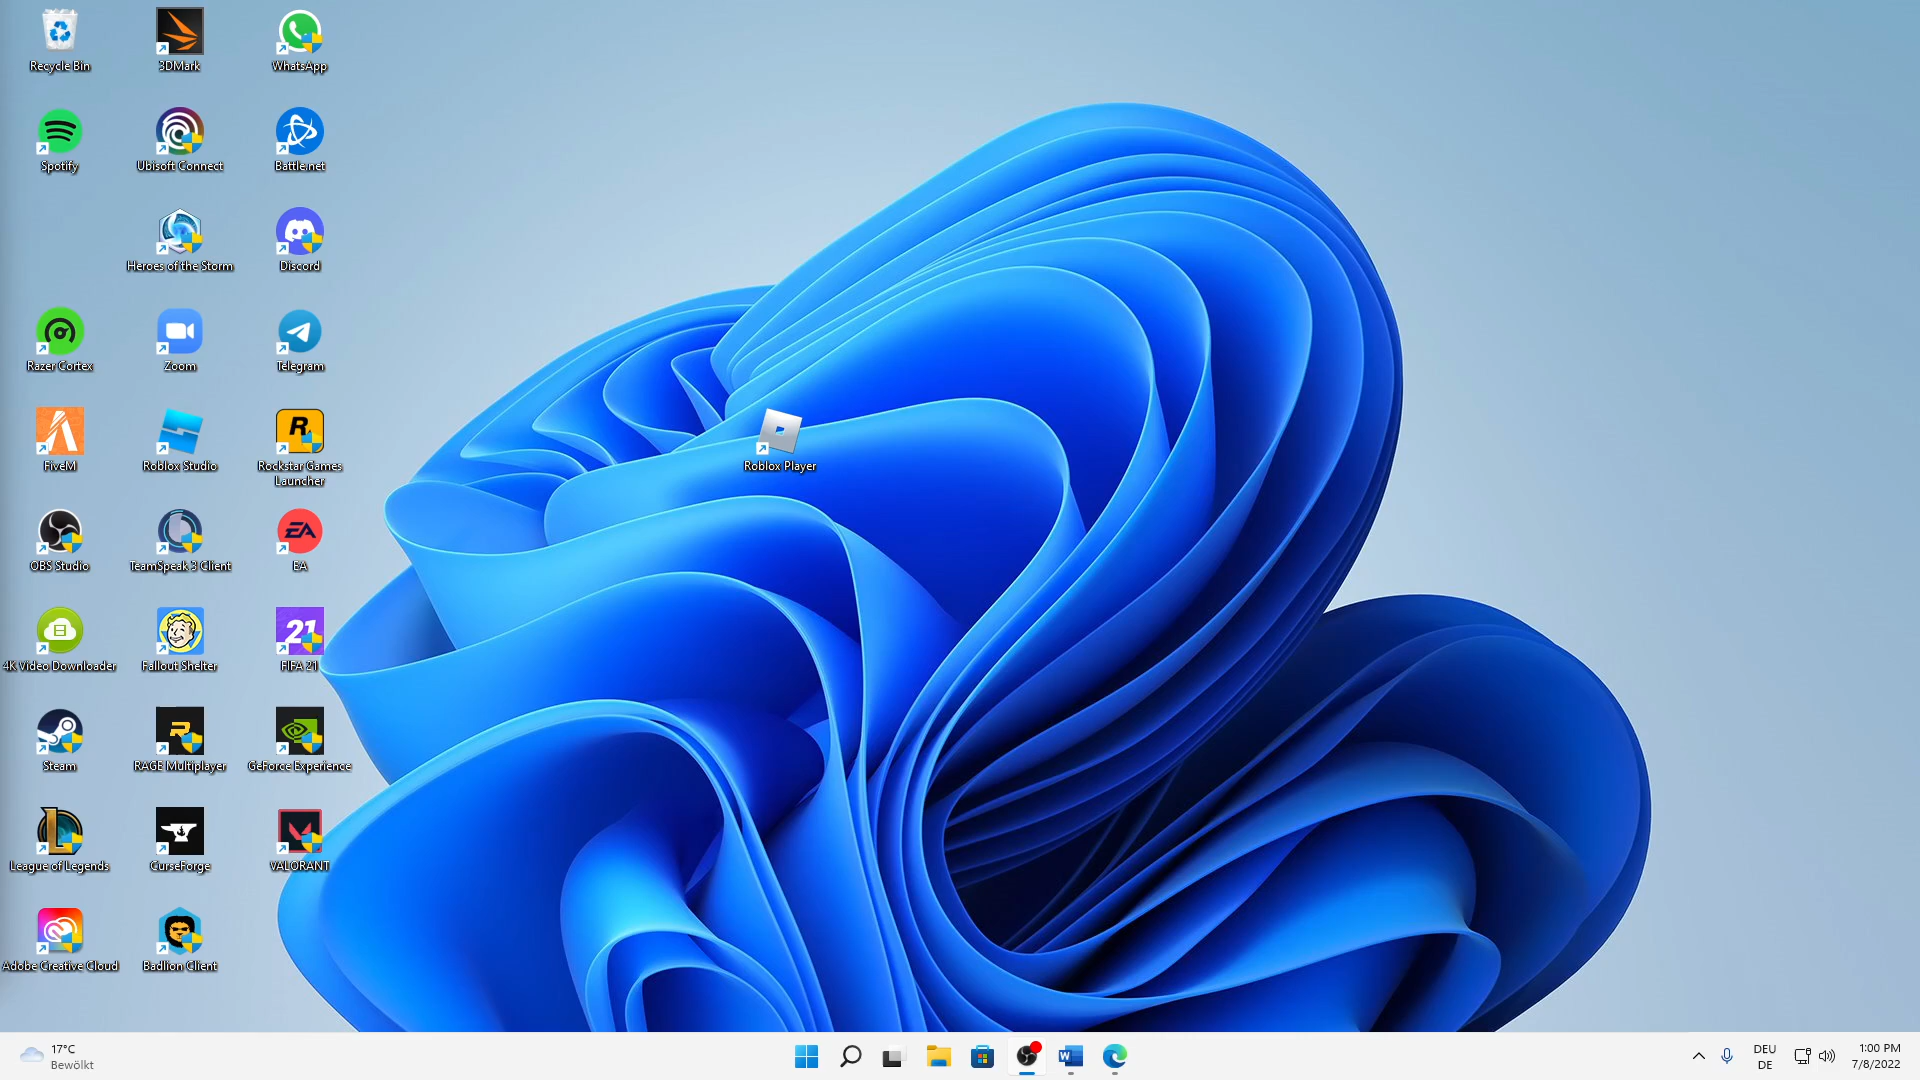 Recycle Bin
3DMark
WhatsApp
Spotify
Ubisoft Connect
Battle.net
Heroes of the Storm
Discord
Razer Cortex
Zoom
Telegram
FiveM
Roblox Studio
R
Rockstar Games
Launcher
Roblox Player
OBS Studio
TeamSpeak 3 Client
EA
EA
4K Video Downloader
Fallout Shelter
21
FIFA 21
Steam
R
RAGE Multiplayer
GeForce Experience
L
League of Legends
CurseForge
VALORANT
Adobe Creative Cloud
Badlion Client
17°C
Bewölkt
W
DEU
DE
1:00 PM
7/8/2022